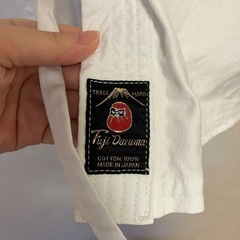 TRADE MARK
Fuji Daruma
COTTON 100%
MADE IN JAPAN